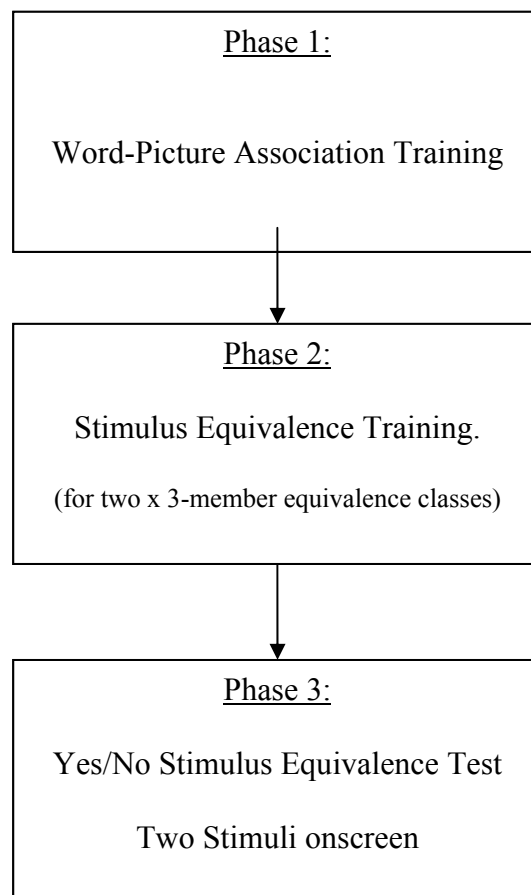 Phase 1:
Word-Picture Association Training
Phase 2:
Stimulus Equivalence Training.
(for two x 3-member equivalence classes)
Phase 3:
Yes/No Stimulus Equivalence Test
Two Stimuli onscreen